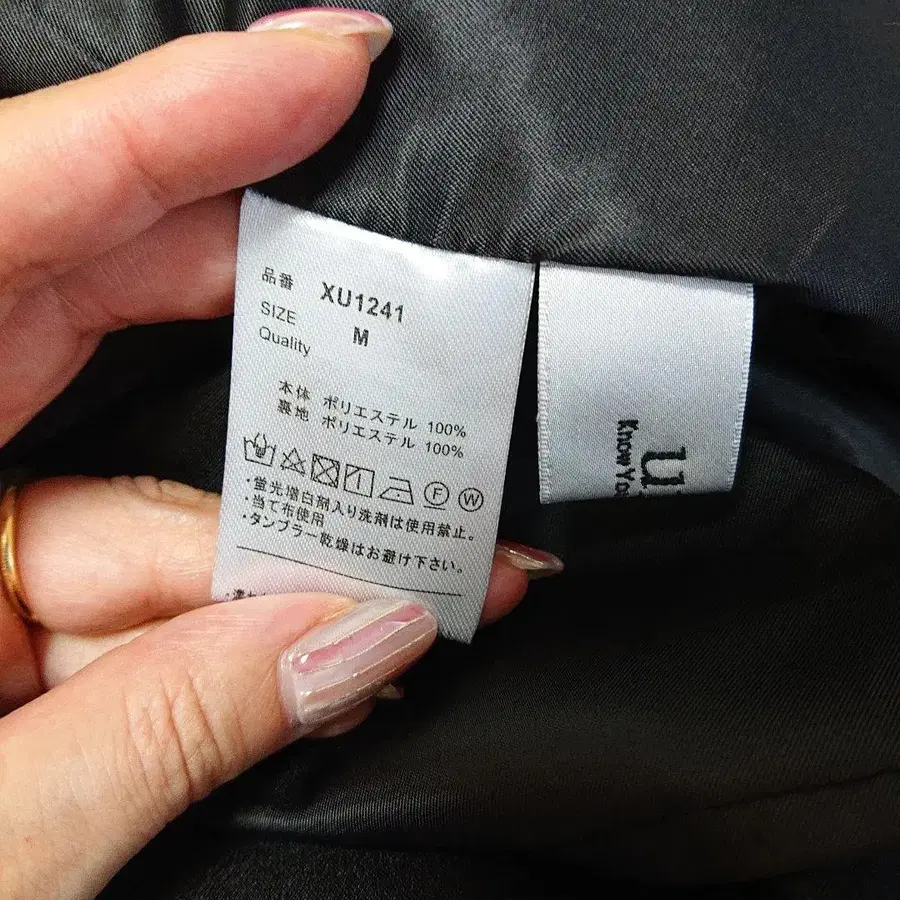 品番 XU1241
SIZE M
Quality
本体 ポリエステル 100%
裏地 ポリエステル 100%
F W
・蛍光増白剤入り洗剤は使用禁止。
・当て布使用
・タンブラー乾燥はお避け下さい。
u
Know Yo